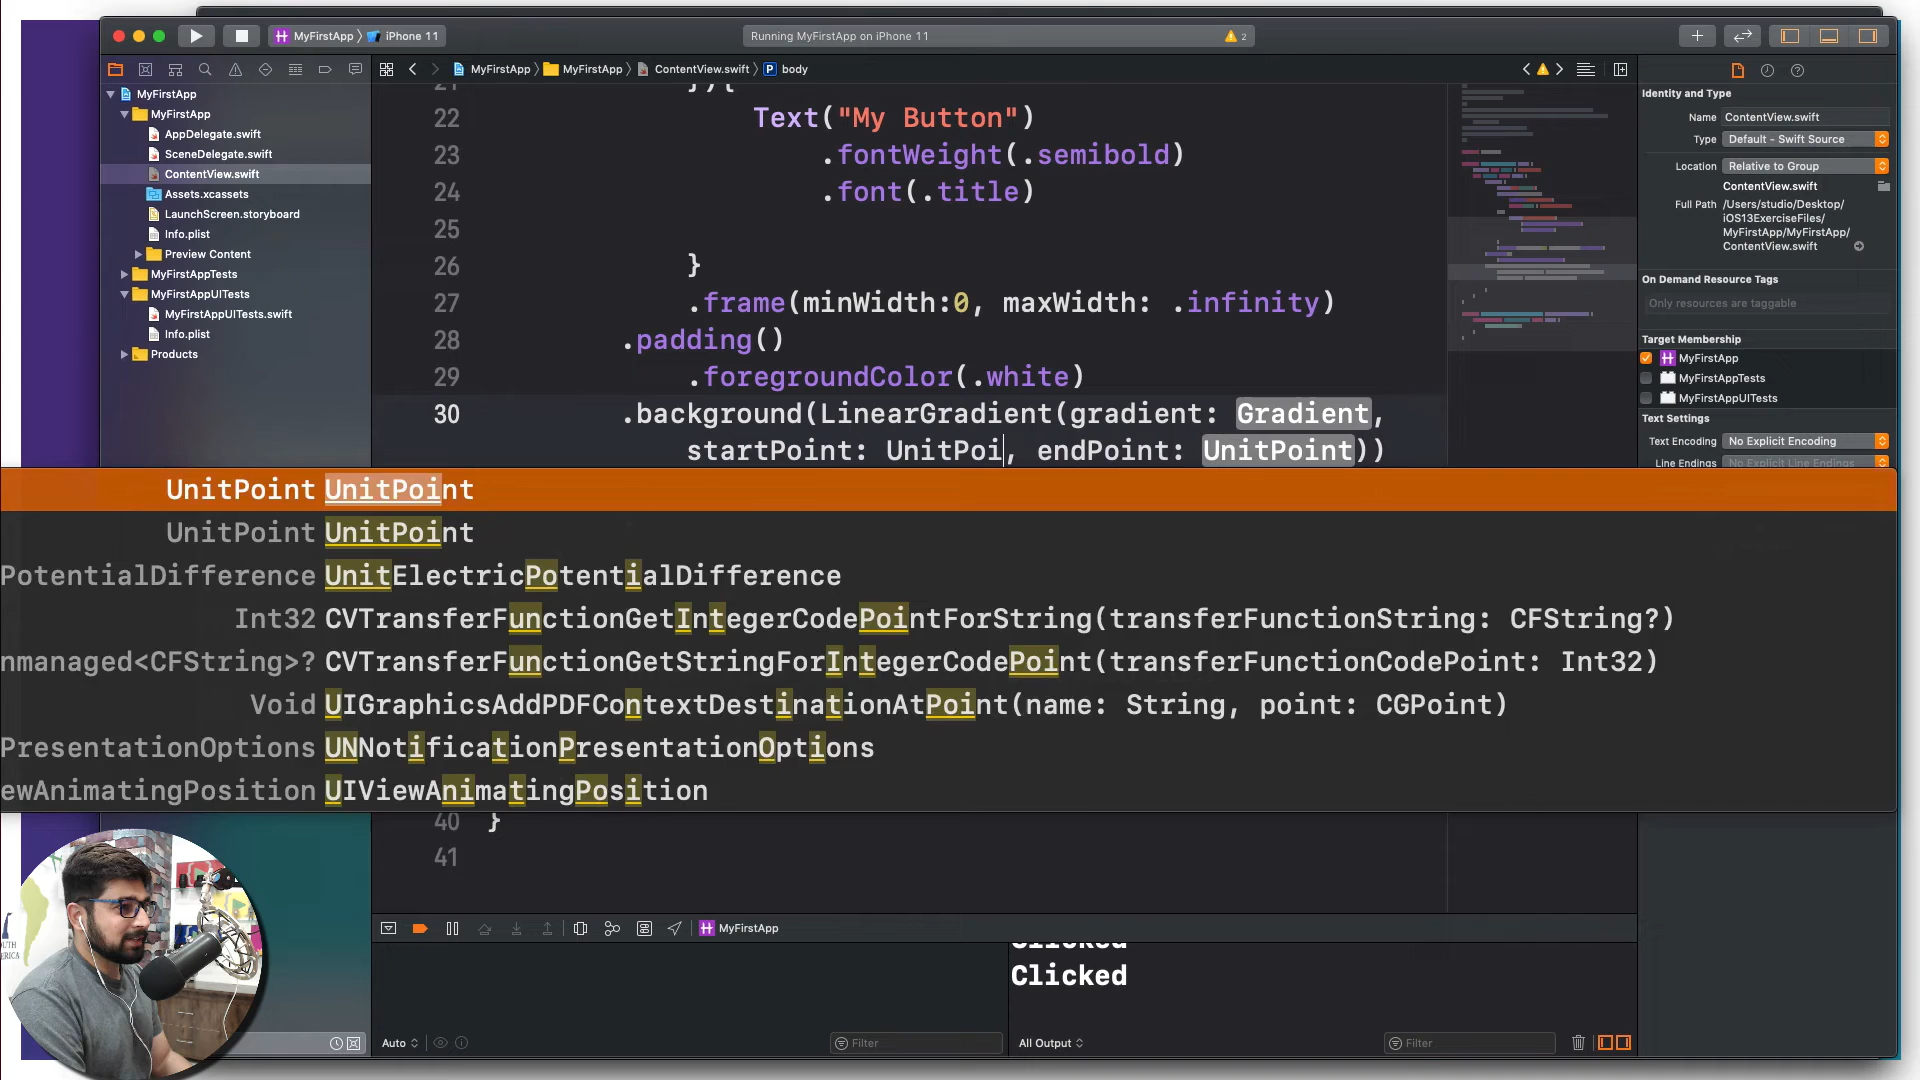 MyFirstApp
iPhone 11
Running MyFirstApp on iPhone 11
2
MyFirstApp
MyFirstApp
ContentView.swift
P body
MyFirstApp
MyFirstApp
AppDelegate.swift
SceneDelegate.swift
ContentView.swift
Assets.xcassets
LaunchScreen.storyboard
Info.plist
Preview Content
MyFirstAppTests
MyFirstAppUITests
MyFirstAppUITests.swift
Info.plist
Products
21 }){
22 Text("My Button")
23 .fontWeight(.semibold)
24 .font(.title)
25
26 }
27 .frame(minWidth:0, maxWidth: .infinity)
28 .padding()
29 .foregroundColor(.white)
30 .background(LinearGradient(gradient: Gradient,
startPoint: UnitPoi, endPoint: UnitPoint))
UnitPoint UnitPoint
UnitPoint UnitPoint
PotentialDifference UnitElectricPotentialDifference
Int32 CVTransferFunctionGetIntegerCodePointForString(transferFunctionString: CFString?)
nmanaged<CFString>? CVTransferFunctionGetStringForIntegerCodePoint(transferFunctionCodePoint: Int32)
Void UIGraphicsAddPDFContextDestinationAtPoint(name: String, point: CGPoint)
PresentationOptions UNNotificationPresentationOptions
ewAnimatingPosition UIViewAnimatingPosition
40 }
41
MyFirstApp
Clicked
Clicked
Auto
Filter
All Output
Filter
Identity and Type
Name ContentView.swift
Type Default - Swift Source
Location Relative to Group
ContentView.swift
Full Path /Users/studio/Desktop/
iOS13ExerciseFiles/
MyFirstApp/MyFirstApp/
ContentView.swift
On Demand Resource Tags
Only resources are taggable
Target Membership
MyFirstApp
MyFirstAppTests
MyFirstAppUITests
Text Settings
Text Encoding No Explicit Encoding
Line Endings No Explicit Line Endings